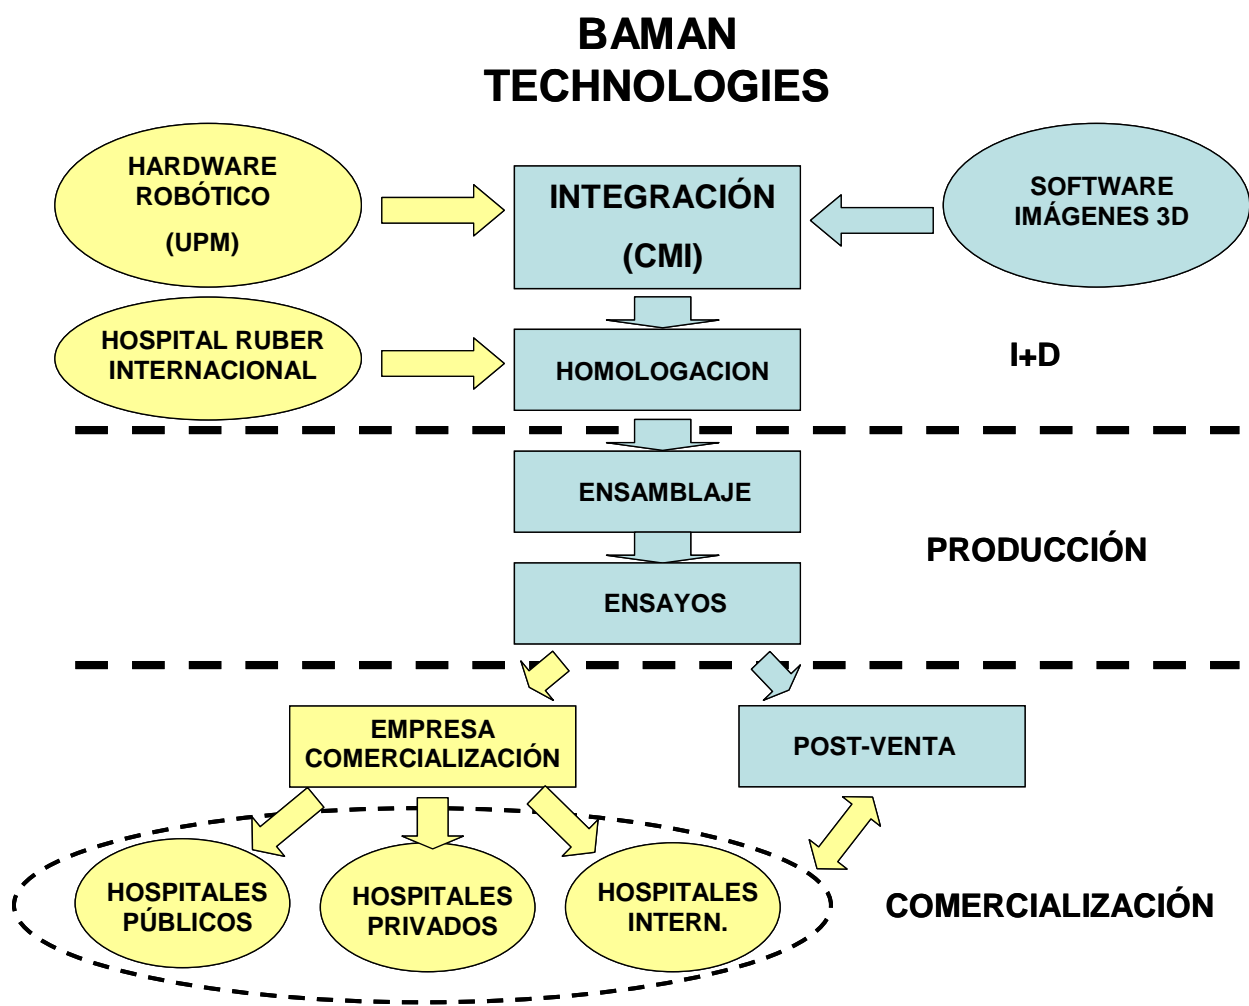 BAMAN
TECHNOLOGIES
HARDWARE
ROBÓTICO
(UPM)
INTEGRACIÓN
(CMI)
SOFTWARE
IMÁGENES 3D
HOSPITAL RUBER
INTERNACIONAL
HOMOLOGACION
I+D
ENSAMBLAJE
PRODUCCIÓN
ENSAYOS
EMPRESA
COMERCIALIZACIÓN
POST-VENTA
HOSPITALES
PÚBLICOS
HOSPITALES
PRIVADOS
HOSPITALES
INTERN.
COMERCIALIZACIÓN